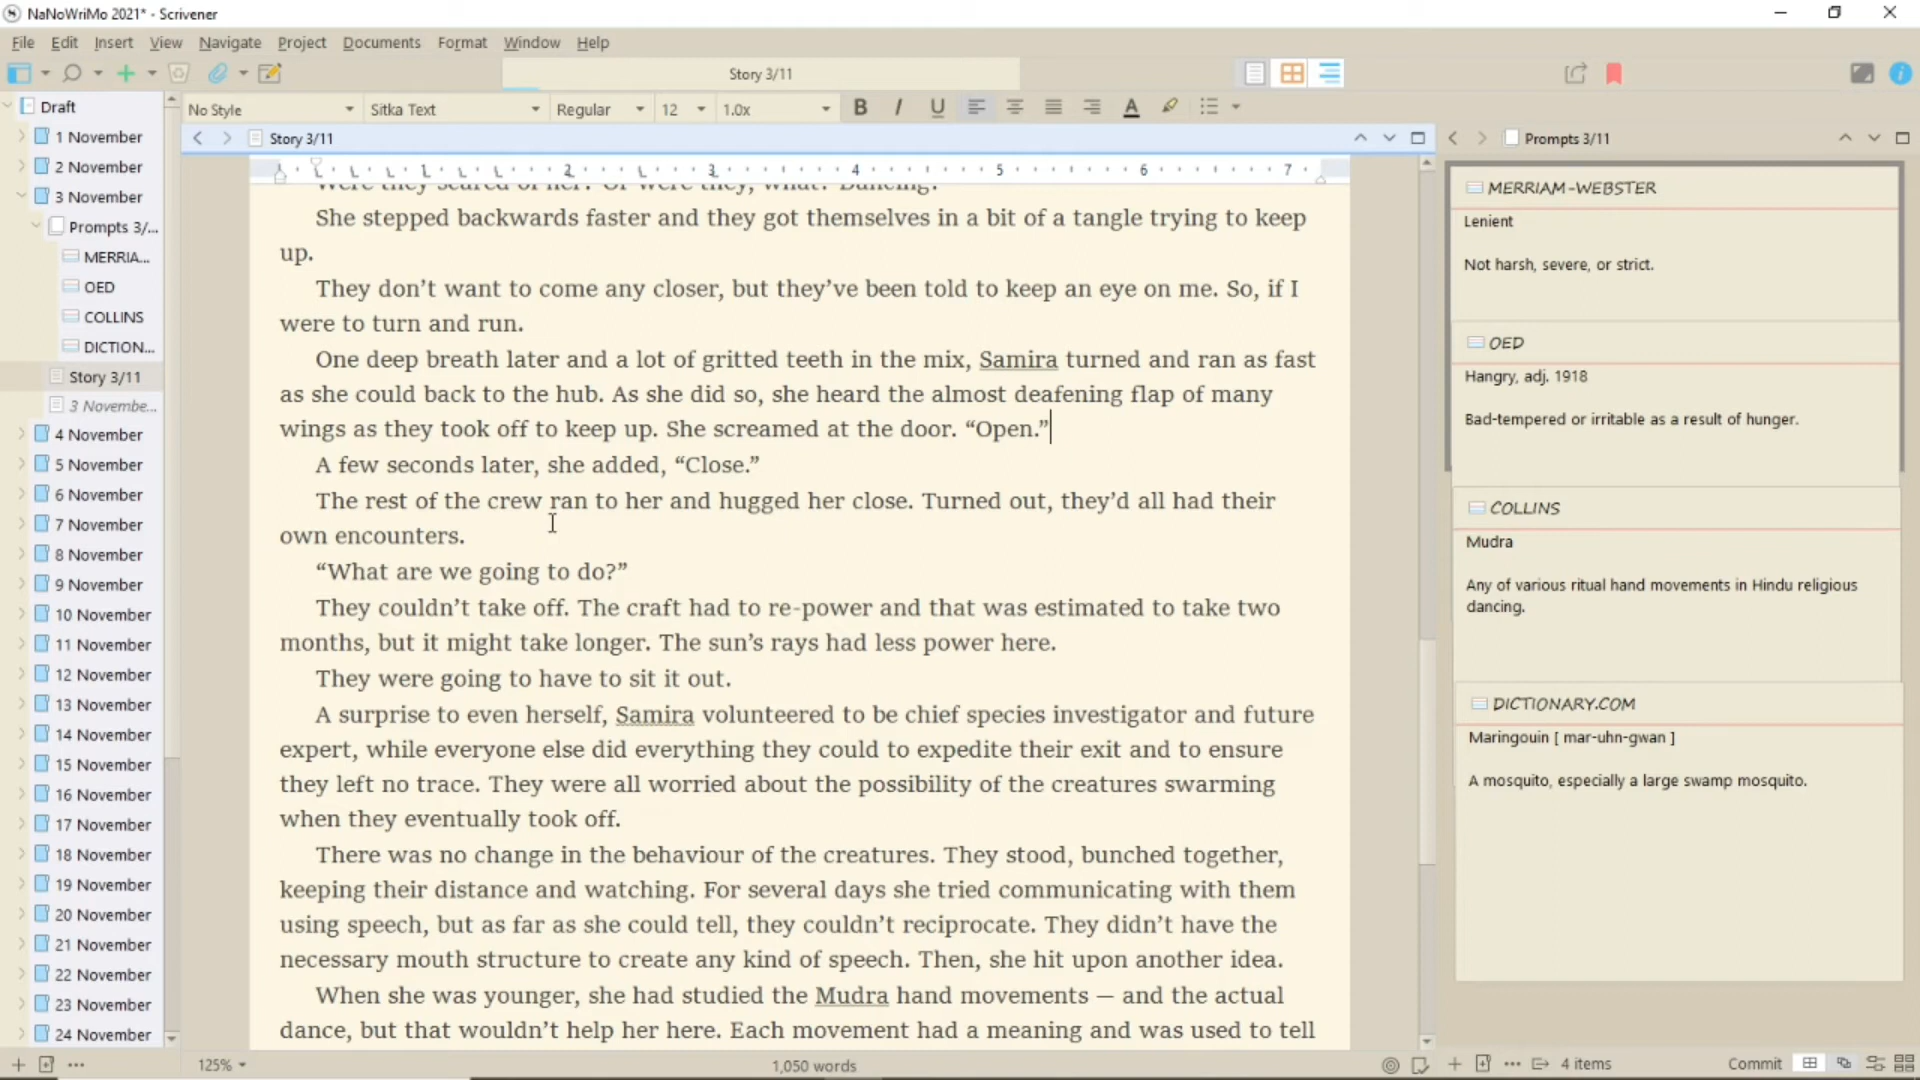 NaNoWriMo 2021* - Scrivener
File Edit Insert View Navigate Project Documents Format Window Help
Story 3/11
No Style Sitka Text Regular 12 1.0x B I U A
Draft
1 November
2 November
3 November
Prompts 3/...
MERRIA...
OED
COLLINS
DICTION...
Story 3/11
3 Novembe...
4 November
5 November
6 November
7 November
8 November
9 November
10 November
11 November
12 November
13 November
14 November
15 November
16 November
17 November
18 November
19 November
20 November
21 November
22 November
23 November
24 November
Story 3/11
1 2 3 4 5 6 7
Were they scared of her? Or were they, what? Dancing?
She stepped backwards faster and they got themselves in a bit of a tangle trying to keep
up.
They don’t want to come any closer, but they’ve been told to keep an eye on me. So, if I
were to turn and run.
One deep breath later and a lot of gritted teeth in the mix, Samira turned and ran as fast
as she could back to the hub. As she did so, she heard the almost deafening flap of many
wings as they took off to keep up. She screamed at the door. “Open.”
A few seconds later, she added, “Close.”
The rest of the crew ran to her and hugged her close. Turned out, they’d all had their
own encounters.
“What are we going to do?”
They couldn’t take off. The craft had to re-power and that was estimated to take two
months, but it might take longer. The sun’s rays had less power here.
They were going to have to sit it out.
A surprise to even herself, Samira volunteered to be chief species investigator and future
expert, while everyone else did everything they could to expedite their exit and to ensure
they left no trace. They were all worried about the possibility of the creatures swarming
when they eventually took off.
There was no change in the behaviour of the creatures. They stood, bunched together,
keeping their distance and watching. For several days she tried communicating with them
using speech, but as far as she could tell, they couldn’t reciprocate. They didn’t have the
necessary mouth structure to create any kind of speech. Then, she hit upon another idea.
When she was younger, she had studied the Mudra hand movements — and the actual
dance, but that wouldn’t help her here. Each movement had a meaning and was used to tell
125% 1,050 words
Prompts 3/11
MERRIAM-WEBSTER
Lenient
Not harsh, severe, or strict.
OED
Hangry, adj. 1918
Bad-tempered or irritable as a result of hunger.
COLLINS
Mudra
Any of various ritual hand movements in Hindu religious
dancing.
DICTIONARY.COM
Maringouin [ mar-uhn-gwan ]
A mosquito, especially a large swamp mosquito.
4 items Commit